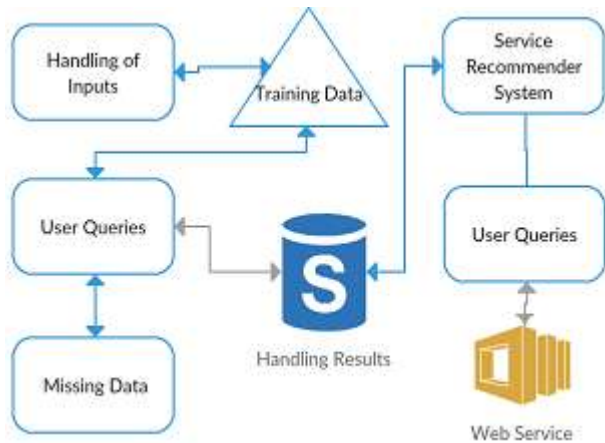 Handling of
Inputs
Training Data
Service
Recommender
System
User Queries
User Queries
S
Handling Results
Missing Data
Web Service